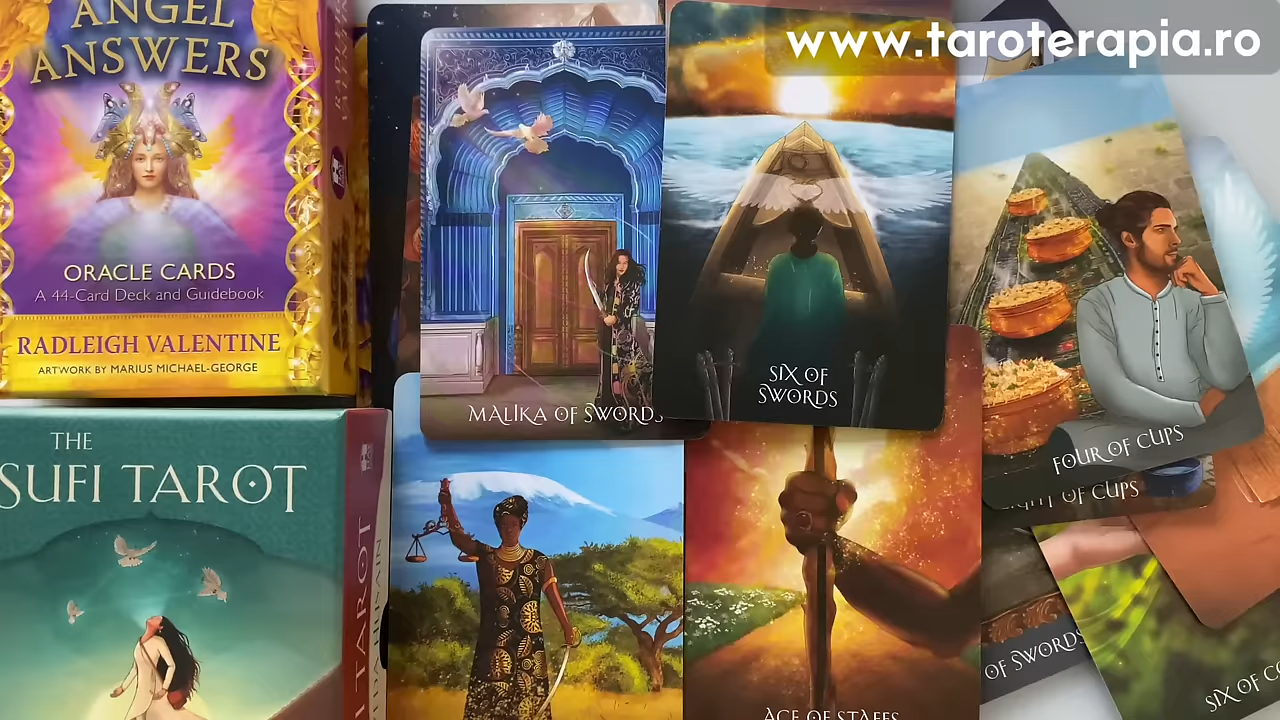 ANGEL
ANSWERS
ORACLE CARDS
A 44-Card Deck and Guidebook
RADLEIGH VALENTINE
ARTWORK BY MARIUS MICHAEL-GEORGE
www.taroterapia.ro
MALIKA OF SWORDS
SIX OF
SWORDS
FOUR OF CUPS
OF CUPS
THE
SUFI TAROT
ACE OF STAFFS
OF SWORDS
SIX OF